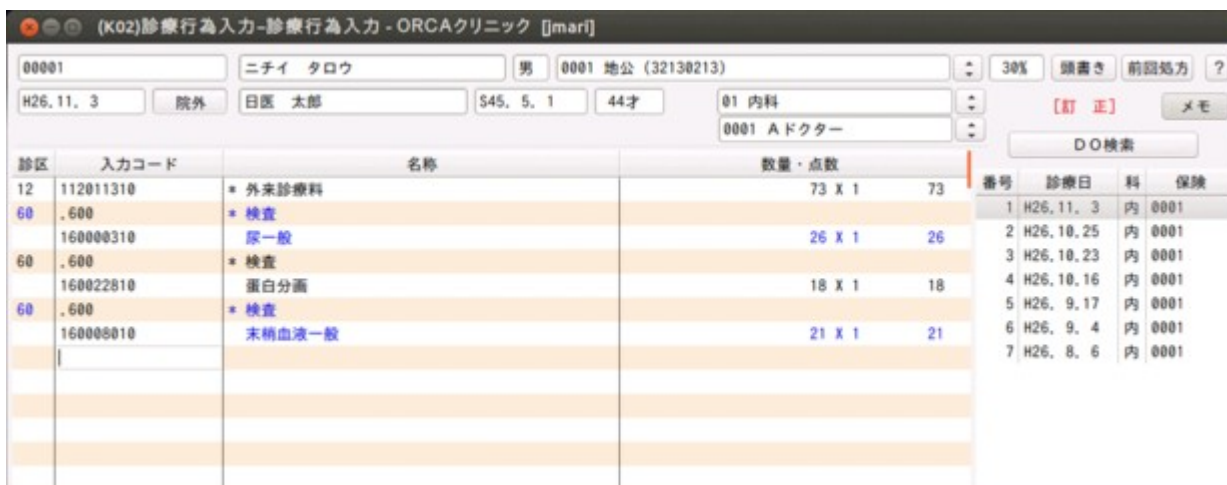 (K02)診療行為入力-診療行為入力 - ORCAクリニック [jmari]
00001 ニチイ タロウ 男 0001 地公 (32130213) 30% 頭書き 前回処方 ?
H26.11. 3 院外 日医 太郎 S45. 5. 1 44才 01 内科 [訂 正] メモ
0001 Aドクター
DO検索
診区 入力コード 名称 数量・点数
12 112011310 * 外来診療料 73 X 1 73
60 .600 * 検査
160000310 尿一般 26 X 1 26
60 .600 * 検査
160022810 蛋白分画 18 X 1 18
60 .600 * 検査
160008010 末梢血液一般 21 X 1 21
番号 診療日 科 保険
1 H26.11. 3 内 0001
2 H26.10.25 内 0001
3 H26.10.23 内 0001
4 H26.10.16 内 0001
5 H26. 9.17 内 0001
6 H26. 9. 4 内 0001
7 H26. 8. 6 内 0001